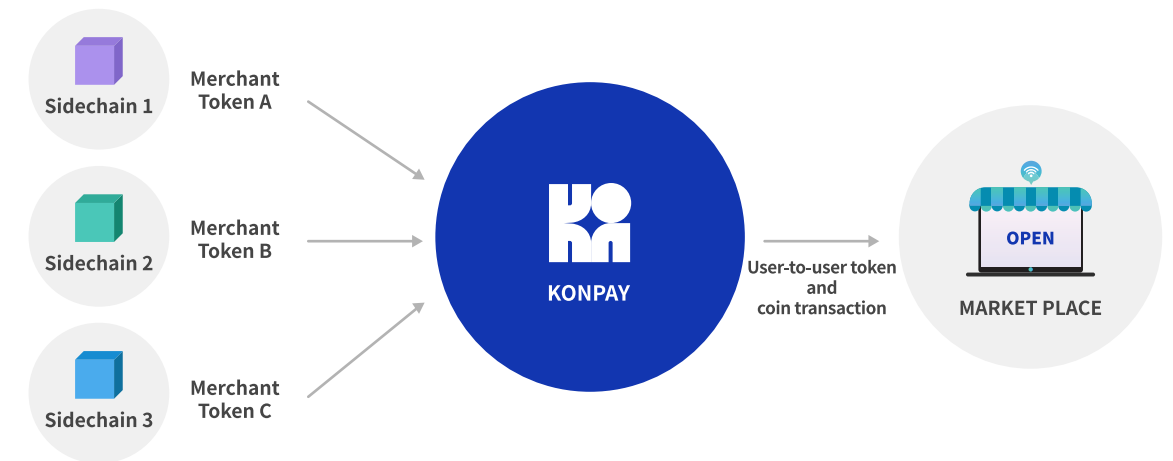 Sidechain 1
Merchant
Token A
Sidechain 2
Merchant
Token B
Sidechain 3
Merchant
Token C
KONPAY
User-to-user token
and
coin transaction
OPEN
MARKET PLACE